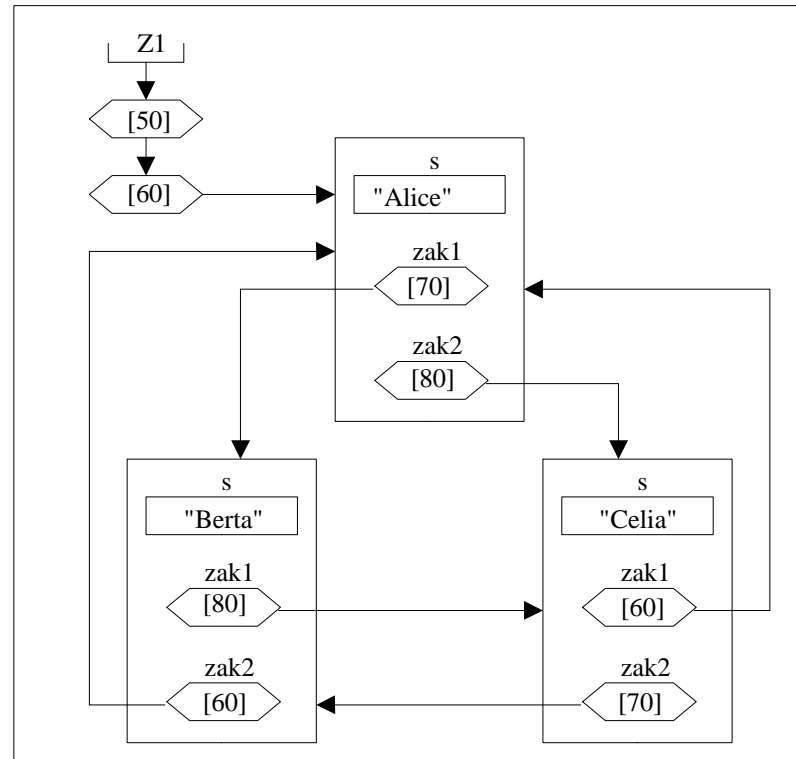 Z1
[50]
[60]
s
"Alice"
zak1
[70]
zak2
[80]
s
"Berta"
zak1
[80]
zak2
[60]
s
"Celia"
zak1
[60]
zak2
[70]